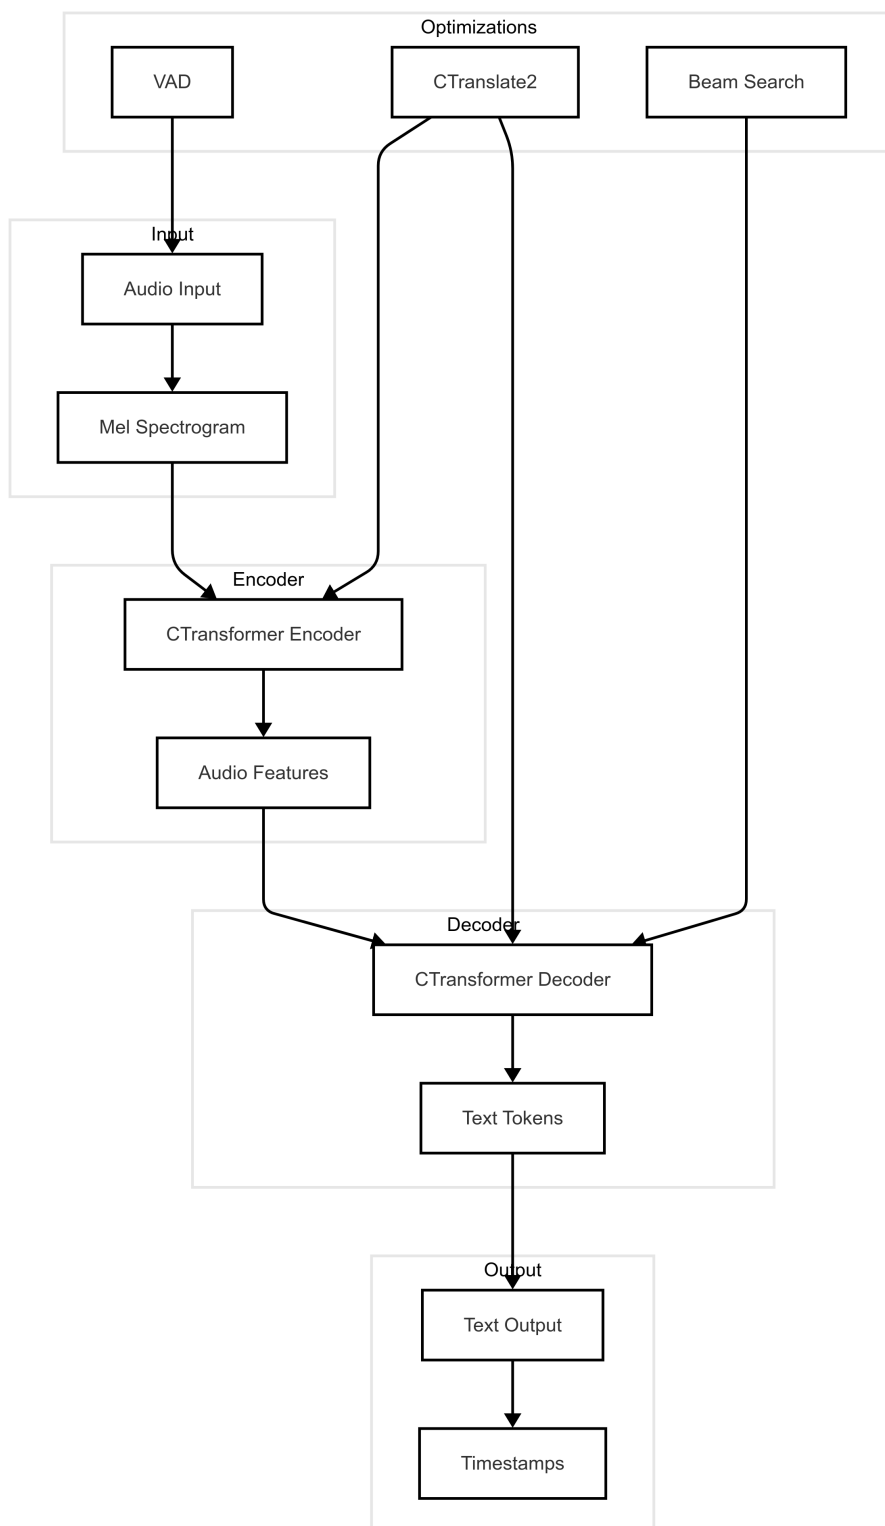 Optimizations
VAD
CTranslate2
Beam Search
Input
Audio Input
Mel Spectrogram
Encoder
CTransformer Encoder
Audio Features
Decoder
CTransformer Decoder
Text Tokens
Output
Text Output
Timestamps